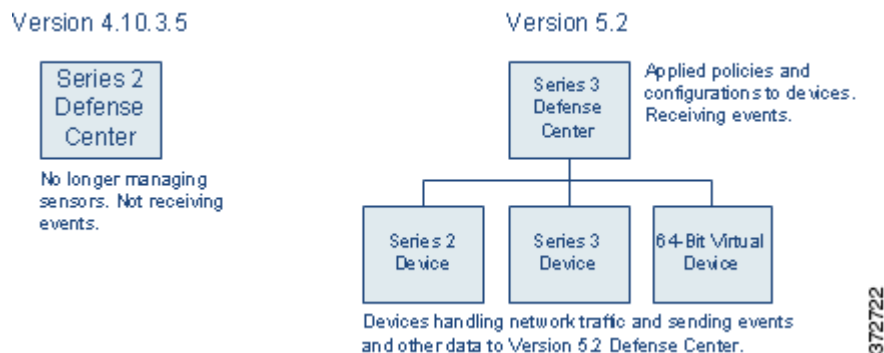 Version 4.10.3.5
Series 2
Defense
Center
No longer managing
sensors. Not receiving
events.
Version 5.2
Series 3
Defense
Center
Applied policies and
configurations to devices.
Receiving events.
Series 2
Device
Series 3
Device
64-Bit Virtual
Device
Devices handling network traffic and sending events
and other data to Version 5.2 Defense Center.
372722